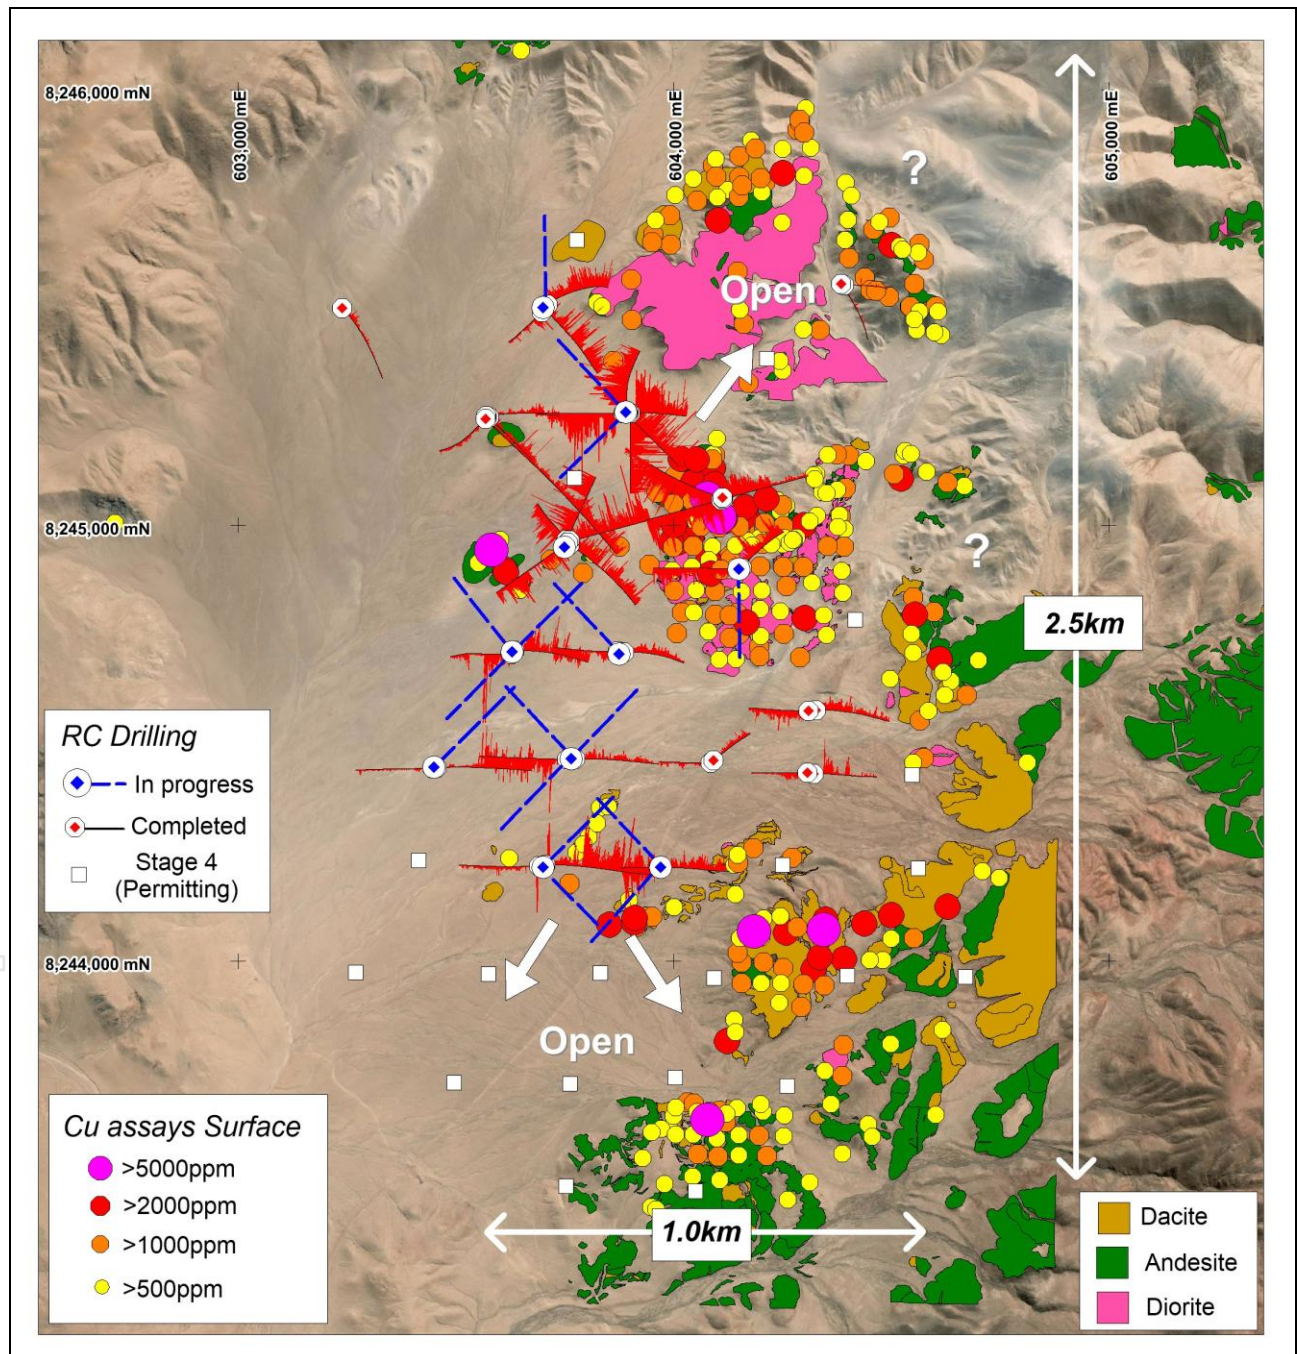 8,246,000 mN
603,000 mE
604,000 mE
605,000 mE
?
Open
8,245,000 mN
?
2.5km
RC Drilling
In progress
Completed
Stage 4
(Permitting)
8,244,000 mN
Open
Cu assays Surface
>5000ppm
>2000ppm
>1000ppm
>500ppm
1.0km
Dacite
Andesite
Diorite